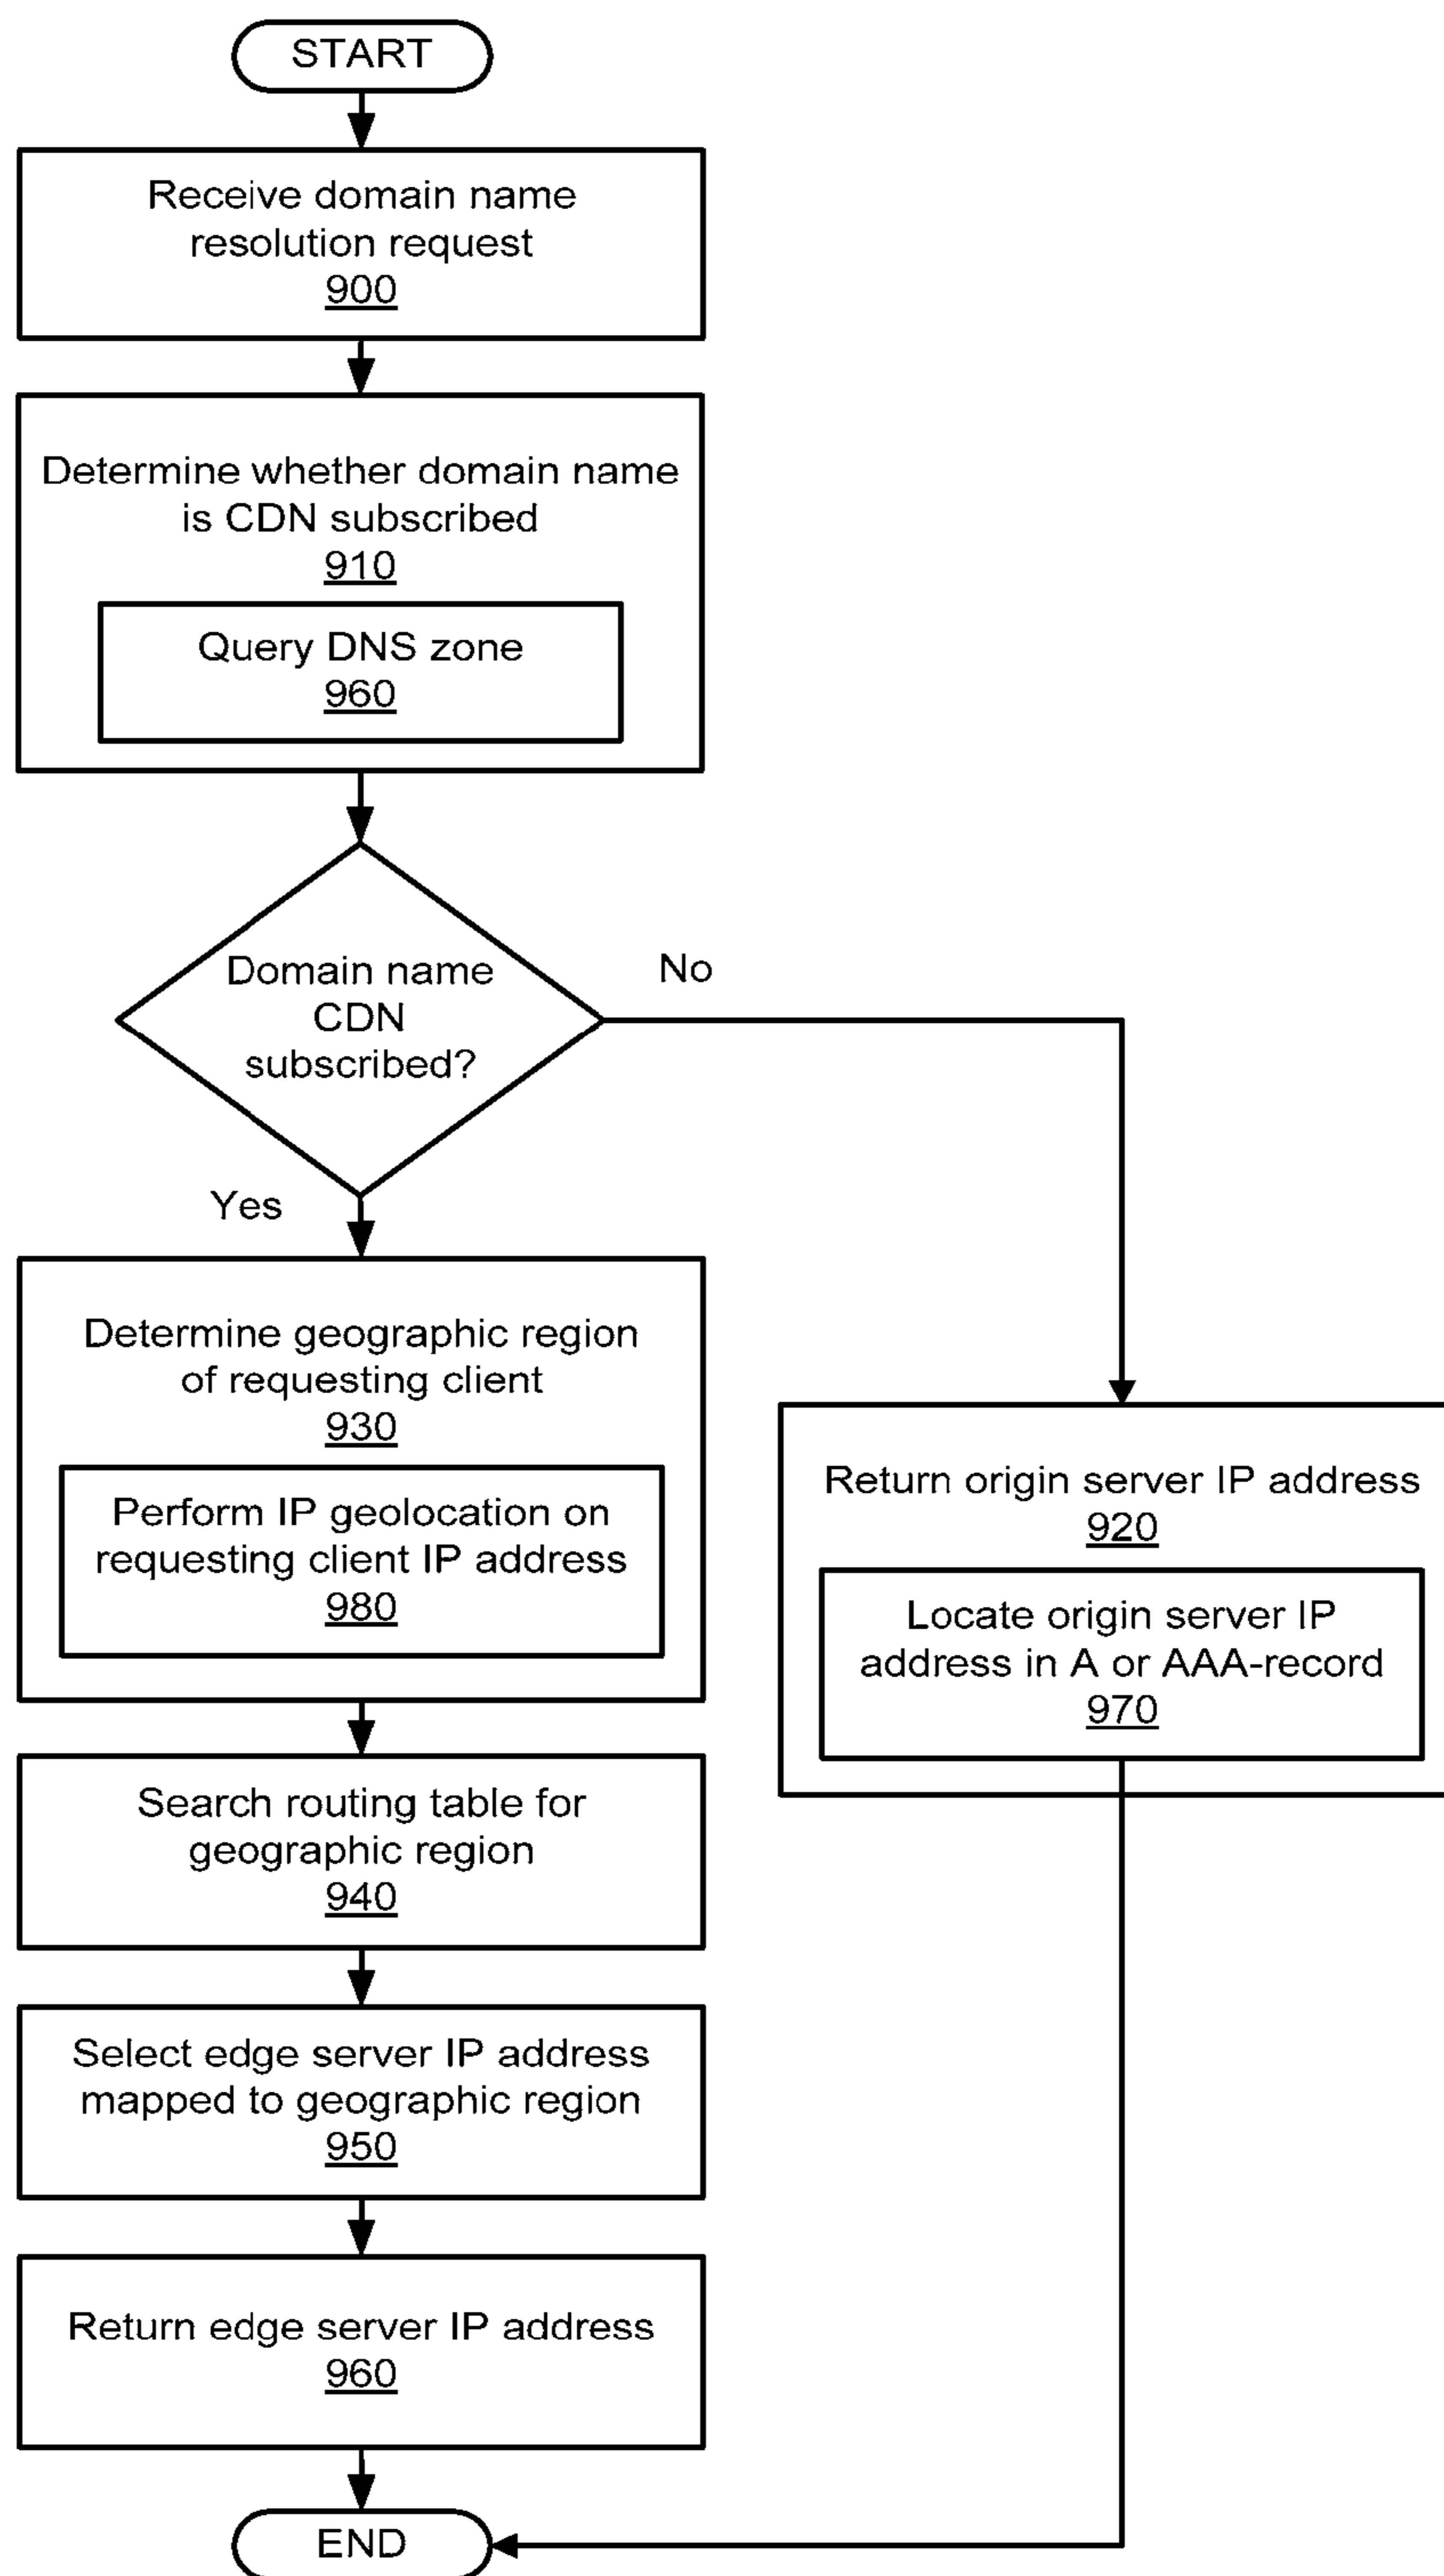 START
Receive domain name
resolution request
900
Determine whether domain name
is CDN subscribed
910
Query DNS zone
960
Domain name
CDN
subscribed?
No
Yes
Determine geographic region
of requesting client
930
Perform IP geolocation on
requesting client IP address
980
Return origin server IP address
920
Locate origin server IP
address in A or AAA-record
970
Search routing table for
geographic region
940
Select edge server IP address
mapped to geographic region
950
Return edge server IP address
960
END